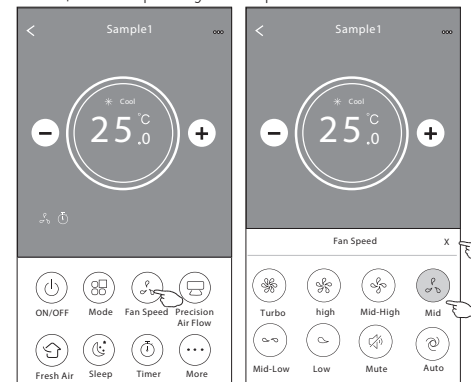 Sample1
Cool
25.0 °C
ON/OFF Mode Fan Speed Precision Air Flow
Fresh Air Sleep Timer More
Sample1
Cool
25.0 °C
Fan Speed X
Turbo high Mid-High Mid
Mid-Low Low Mute Auto